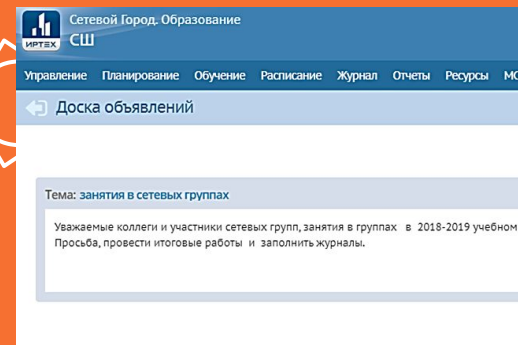 Сетевой Город. Образование
ИРТЕХ СШ
Управление Планирование Обучение Расписание Журнал Отчеты Ресурсы
Доска объявлений
Тема: занятия в сетевых группах
Уважаемые коллеги и участники сетевых групп, занятия в группах в 2018-2019 учебном
Просьба, провести итоговые работы и заполнить журналы.